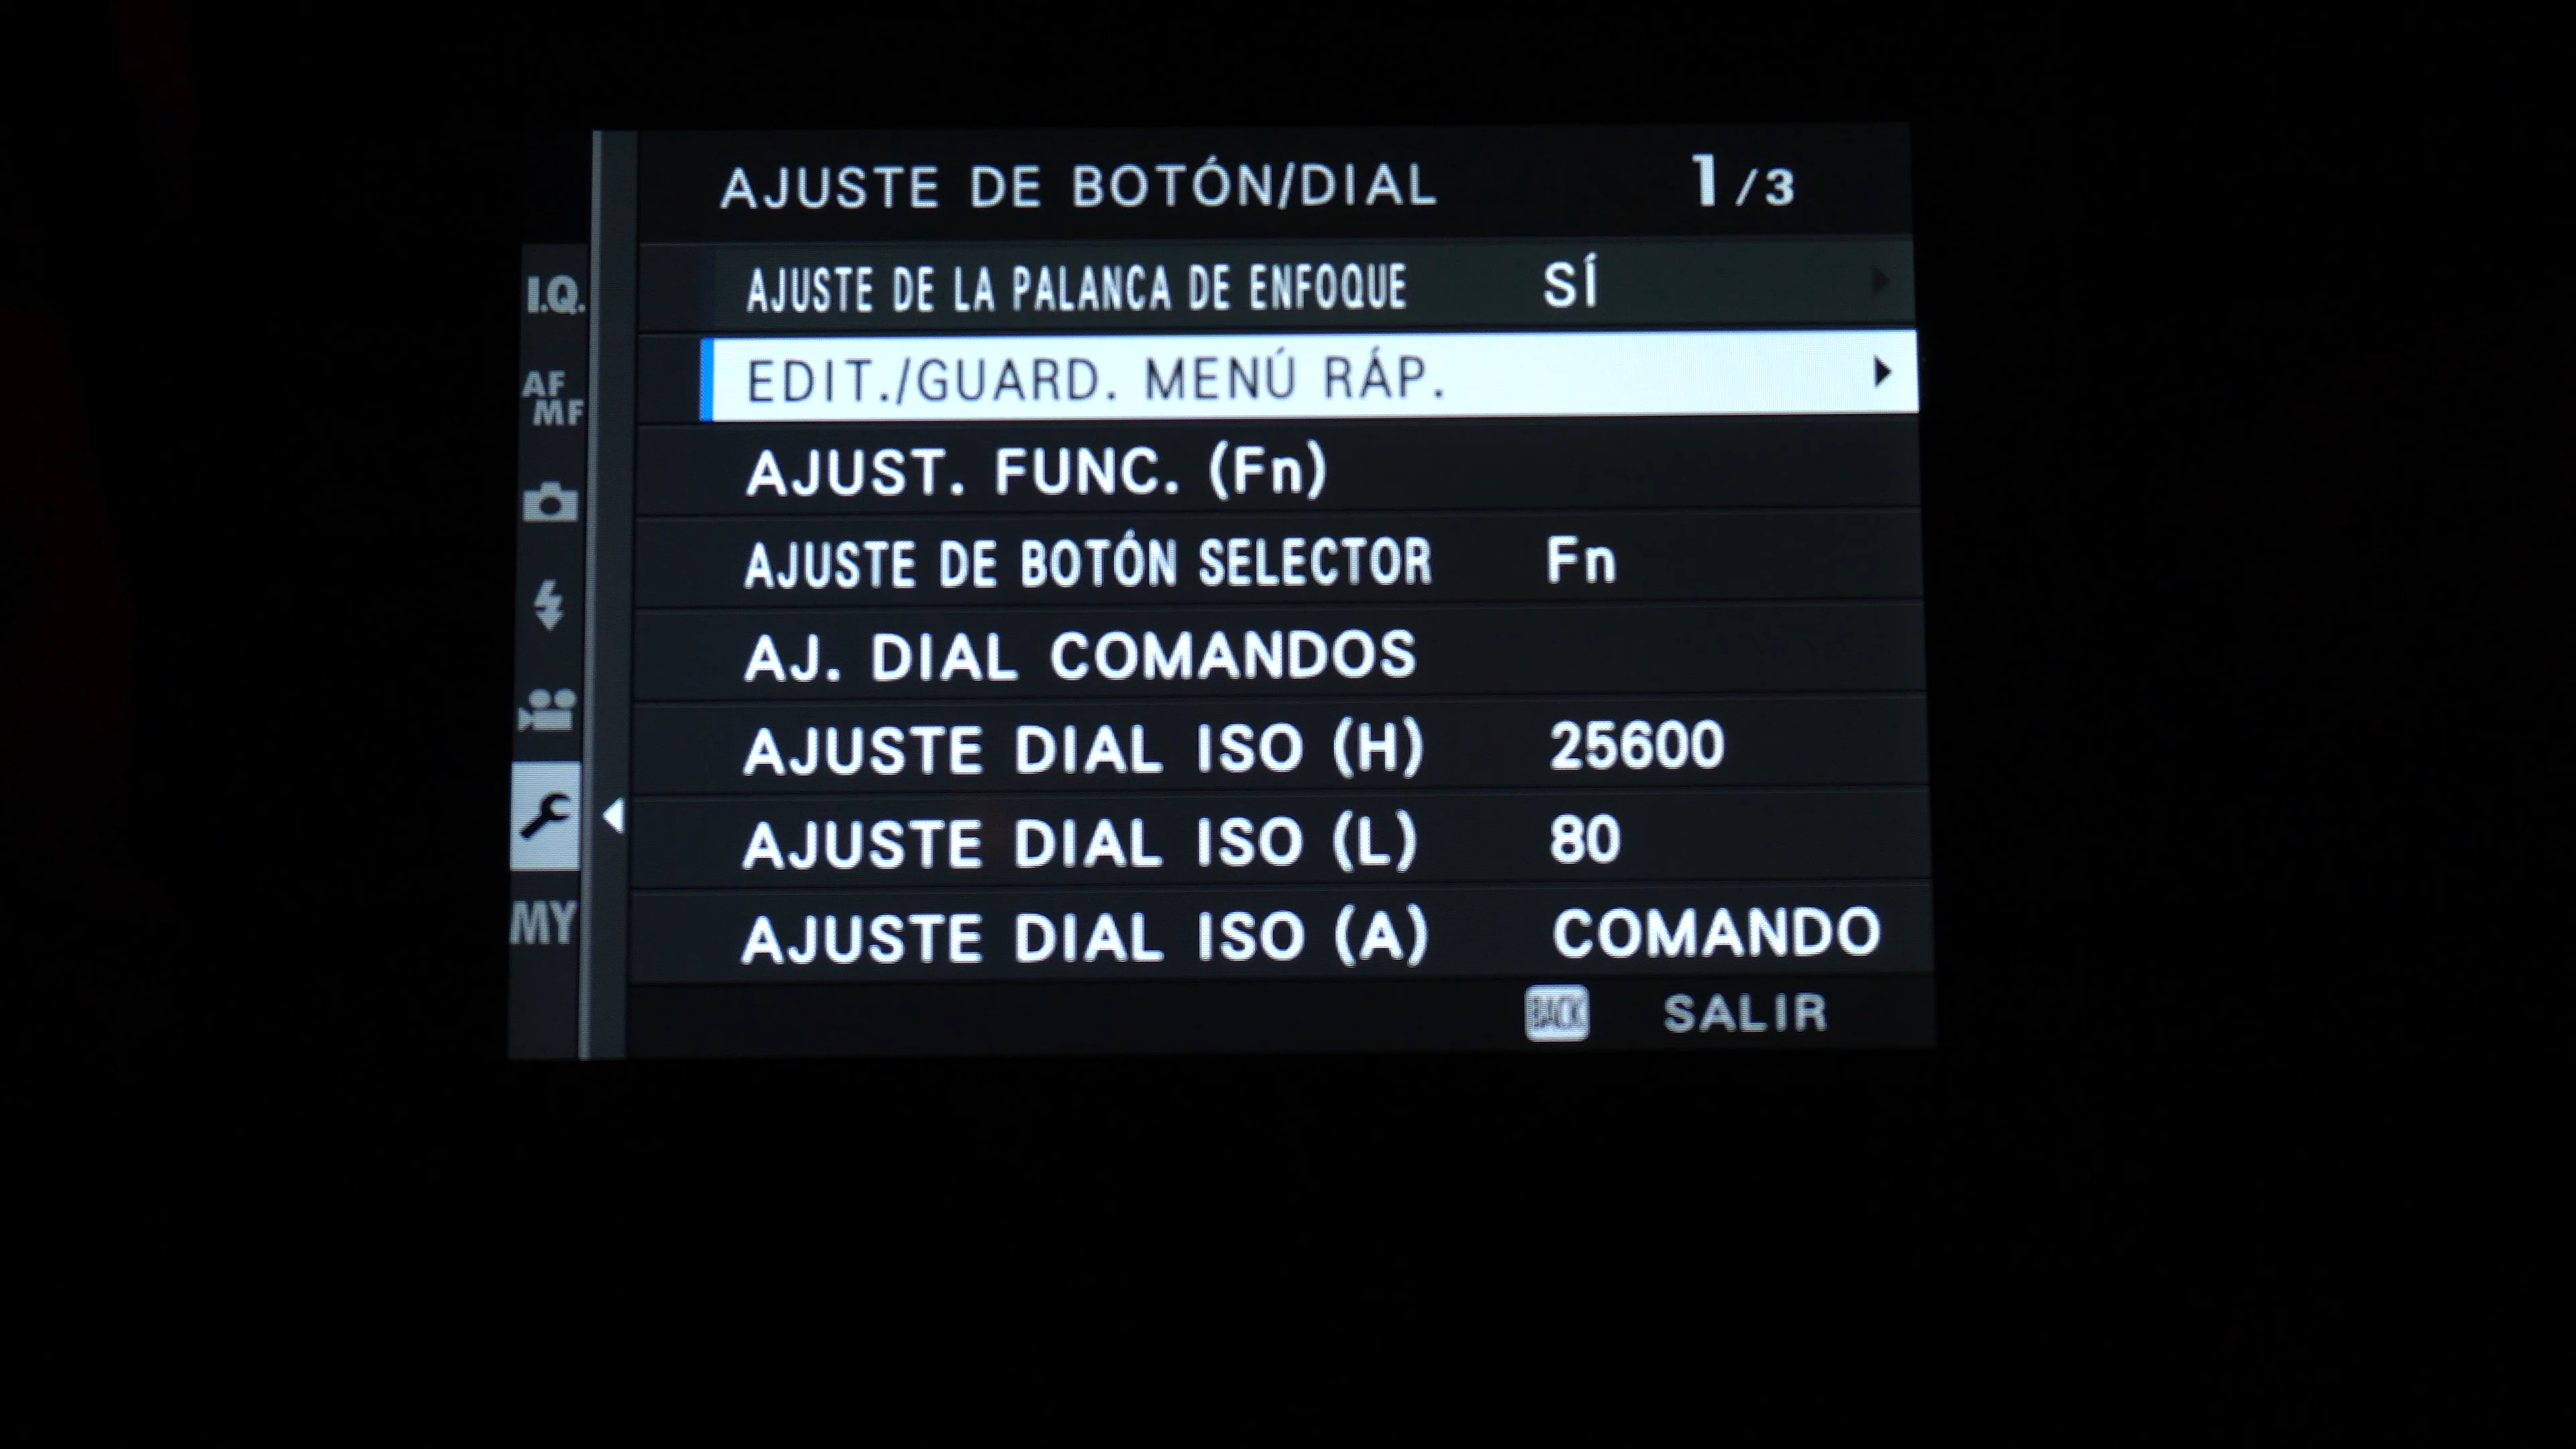 AJUSTE DE BOTÓN/DIAL 1/3
I.Q.
AJUSTE DE LA PALANCA DE ENFOQUE SÍ
AF MF
EDIT./GUARD. MENÚ RÁP.
AJUST. FUNC. (Fn)
AJUSTE DE BOTÓN SELECTOR Fn
AJ. DIAL COMANDOS
AJUSTE DIAL ISO (H) 25600
AJUSTE DIAL ISO (L) 80
MY
AJUSTE DIAL ISO (A) COMANDO
BACK SALIR